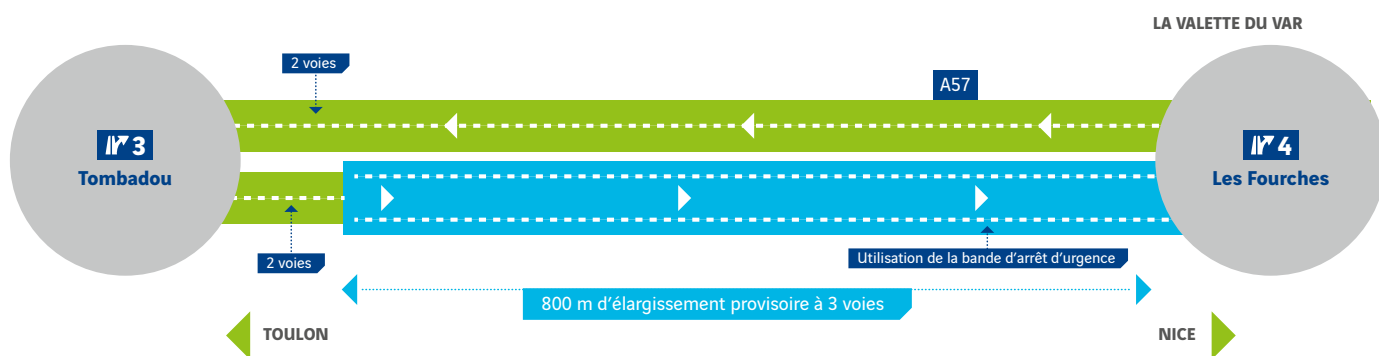 LA VALETTE DU VAR
2 voies
A57
3
Tombadou
4
Les Fourches
2 voies
Utilisation de la bande d'arrêt d'urgence
800 m d'élargissement provisoire à 3 voies
TOULON
NICE